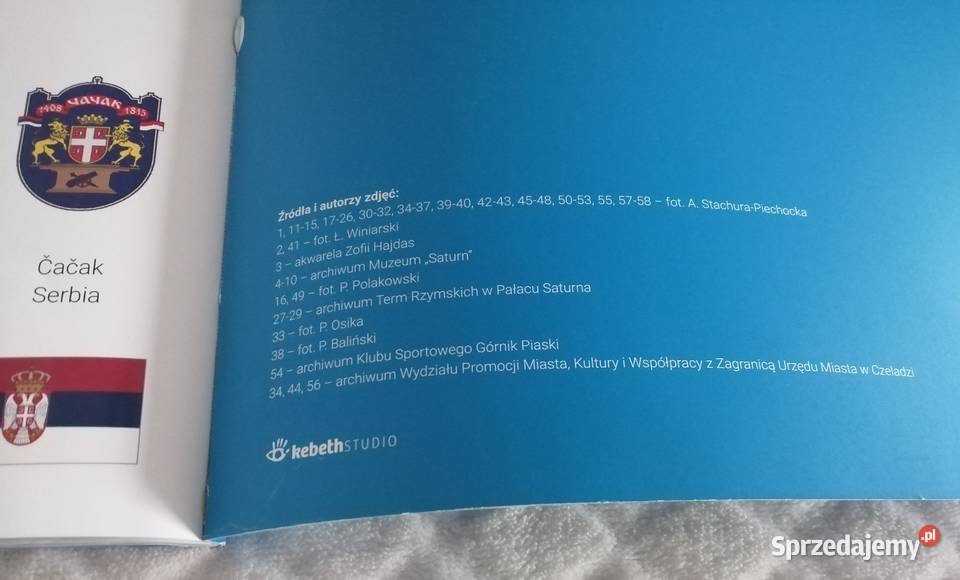 1408 ЧАЧАК 1815
Čačak
Serbia
Źródła i autorzy zdjęć:
1, 11-15, 17-26, 30-32, 34-37, 39-40, 42-43, 45-48, 50-53, 55, 57-58 – fot. A. Stachura-Piechocka
2, 41 – fot. Ł. Winiarski
3 – akwarela Zofii Hajdas
4-10 – archiwum Muzeum „Saturn”
16, 49 – fot. P. Polakowski
27-29 – archiwum Term Rzymskich w Pałacu Saturna
33 – fot. P. Osika
38 – fot. P. Baliński
54 – archiwum Klubu Sportowego Górnik Piaski
34, 44, 56 – archiwum Wydziału Promocji Miasta, Kultury i Współpracy z Zagranicą Urzędu Miasta w Czeladzi
kebethSTUDIO
Sprzedajemy.pl